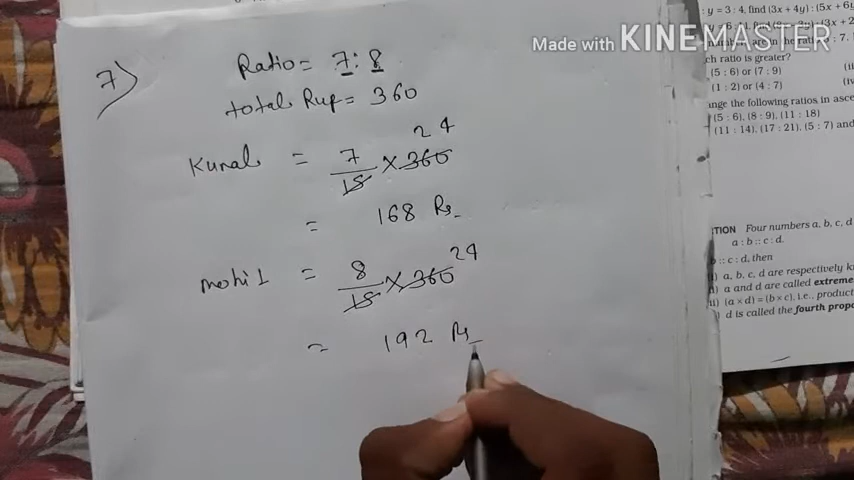 Made with KINEMASTER
7)
Ratio = 7 : 8
total Rup = 360
Kunal = 7/15 × 360 24
= 168 Rs
mohit = 8/15 × 360 24
= 192 Rs
: y = 3 : 4, find (3x + 4y) : (5x + 6y
ch ratio is greater?
(5 : 6) or (7 : 9)
(1 : 2) or (4 : 7)
ange the following ratios in asce
(5 : 6), (8 : 9), (11 : 18)
(11 : 14), (17 : 21), (5 : 7) and
TION Four numbers a, b, c, d
a : b :: c : d.
b :: c : d, then
a, b, c, d are respectively k
a and d are called extreme
(a × d) = (b × c), i.e., product
d is called the fourth propo